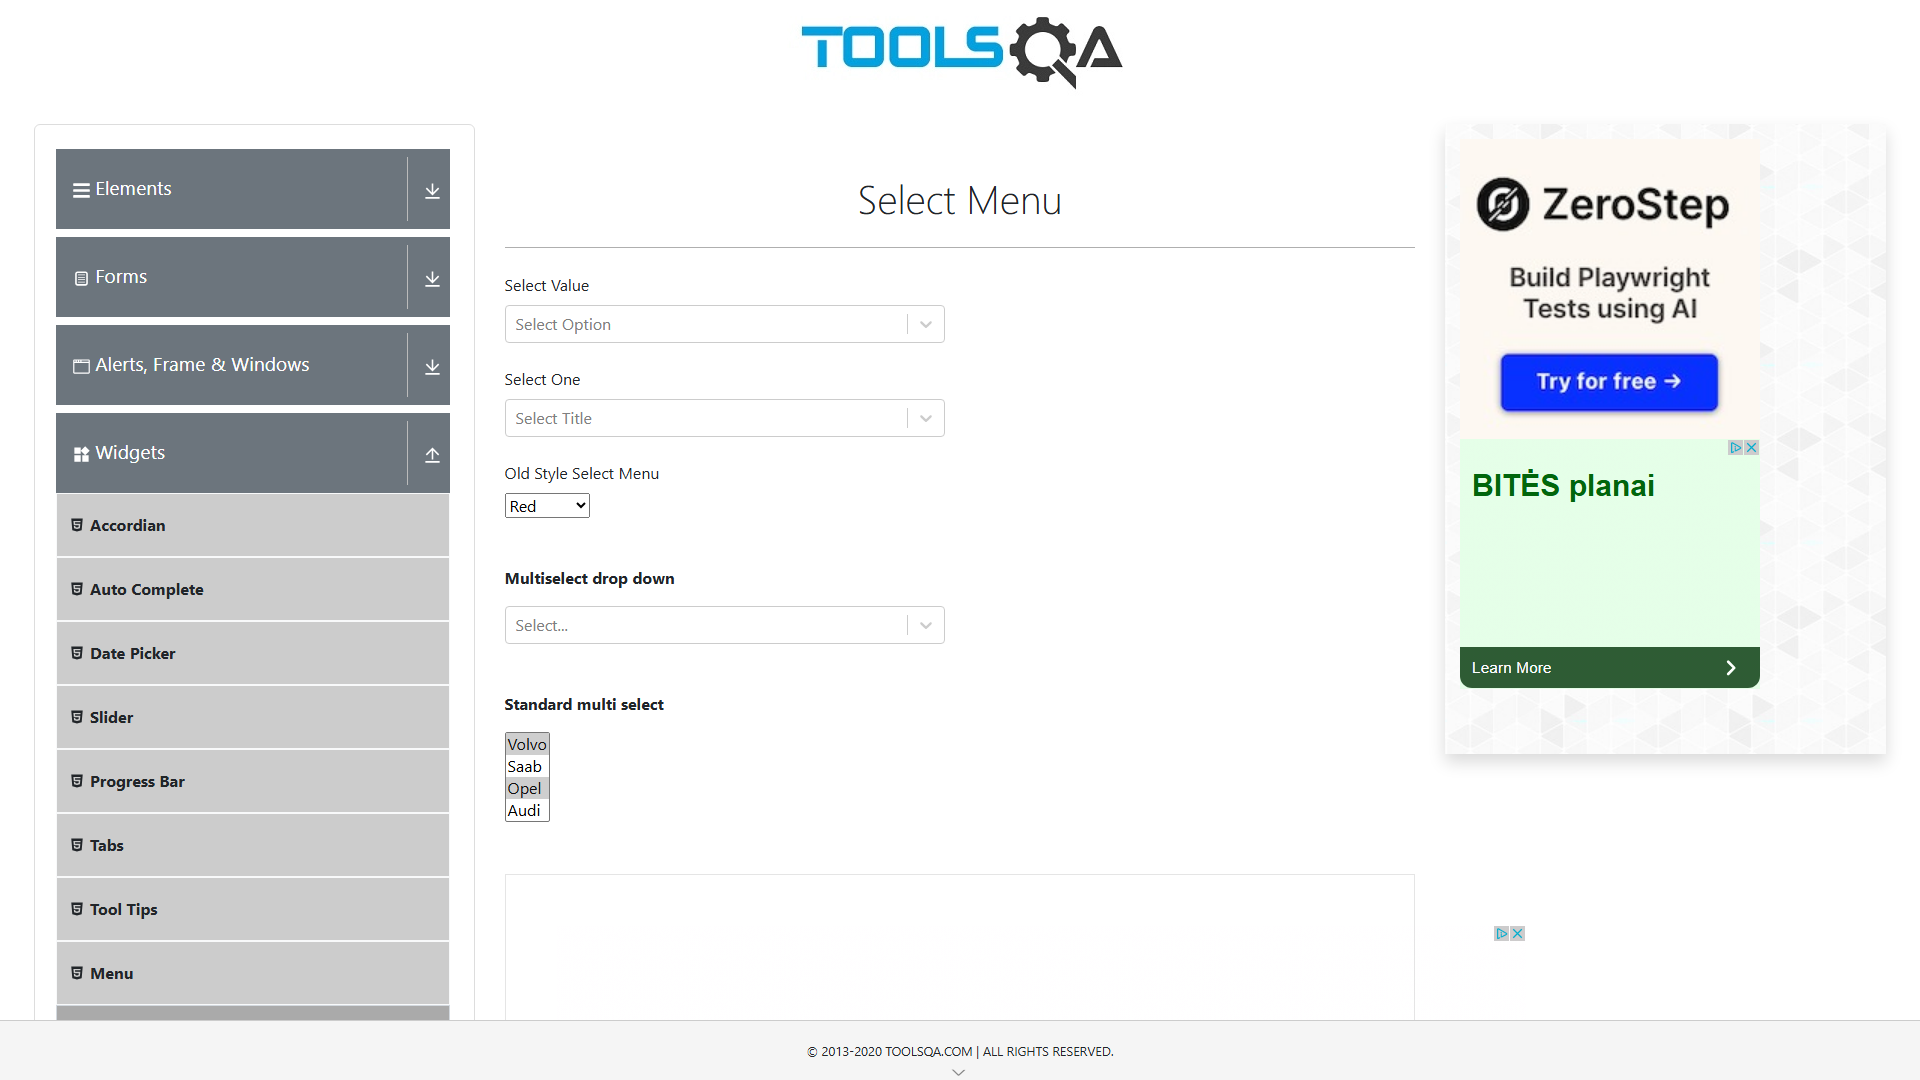 TOOLSQA
Elements
Forms
Alerts, Frame & Windows
Widgets
Accordian
Auto Complete
Date Picker
Slider
Progress Bar
Tabs
Tool Tips
Menu
Select Menu
Select Value
Select Option
Select One
Select Title
Old Style Select Menu
Red
Multiselect drop down
Select...
Standard multi select
Volvo
Saab
Opel
Audi
ZeroStep
Build Playwright
Tests using AI
Try for free →
BITĖS planai
Learn More
© 2013-2020 TOOLSQA.COM | ALL RIGHTS RESERVED.